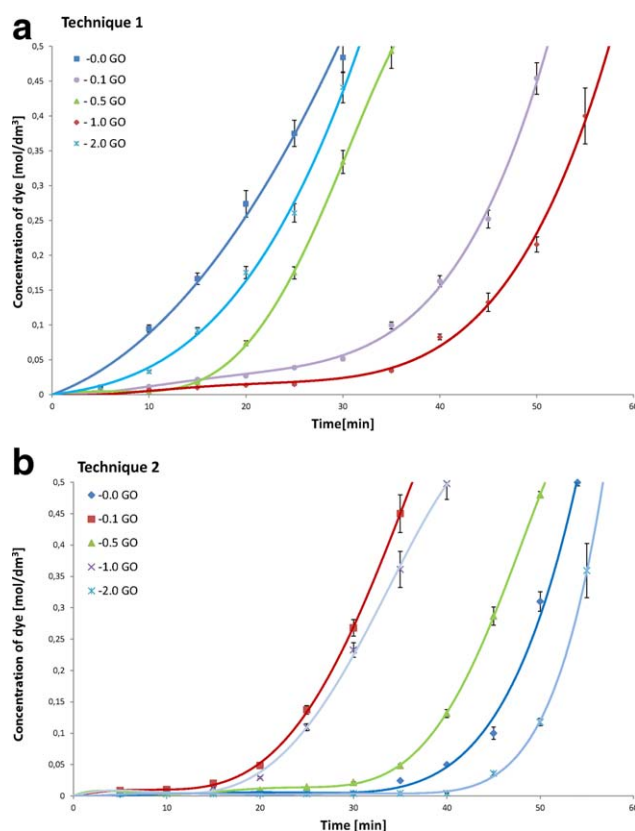 a
Technique 1
-0.0 GO
-0.1 GO
-0.5 GO
-1.0 GO
- 2.0 GO
Concentration of dye [mol/dm³]
0,5
0,45
0,4
0,35
0,3
0,25
0,2
0,15
0,1
0,05
0
0 10 20 30 40 50 60
Time[min]
b
Technique 2
-0.0 GO
-0.1 GO
-0.5 GO
-1.0 GO
-2.0 GO
Concentration of dye [mol/dm³]
0,5
0,45
0,4
0,35
0,3
0,25
0,2
0,15
0,1
0,05
0
0 10 20 30 40 50 60
Time [min]